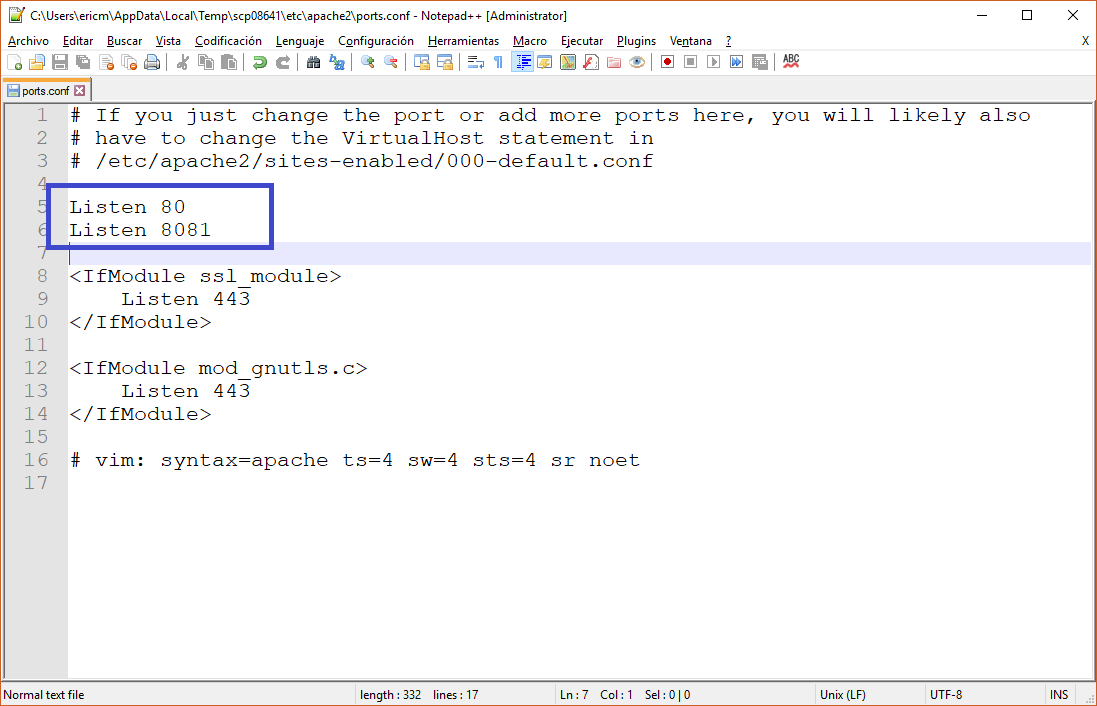 C:\Users\ericm\AppData\Local\Temp\scp08641\etc\apache2\ports.conf - Notepad++ [Administrator]
Archivo Editar Buscar Vista Codificación Lenguaje Configuración Herramientas Macro Ejecutar Plugins Ventana ? X
ABC
ports.conf
1 # If you just change the port or add more ports here, you will likely also
2 # have to change the VirtualHost statement in
3 # /etc/apache2/sites-enabled/000-default.conf
4
5 Listen 80
6 Listen 8081
7
8 <IfModule ssl_module>
9     Listen 443
10 </IfModule>
11
12 <IfModule mod_gnutls.c>
13     Listen 443
14 </IfModule>
15
16 # vim: syntax=apache ts=4 sw=4 sts=4 sr noet
17
Normal text file length : 332 lines : 17 Ln : 7 Col : 1 Sel : 0 | 0 Unix (LF) UTF-8 INS